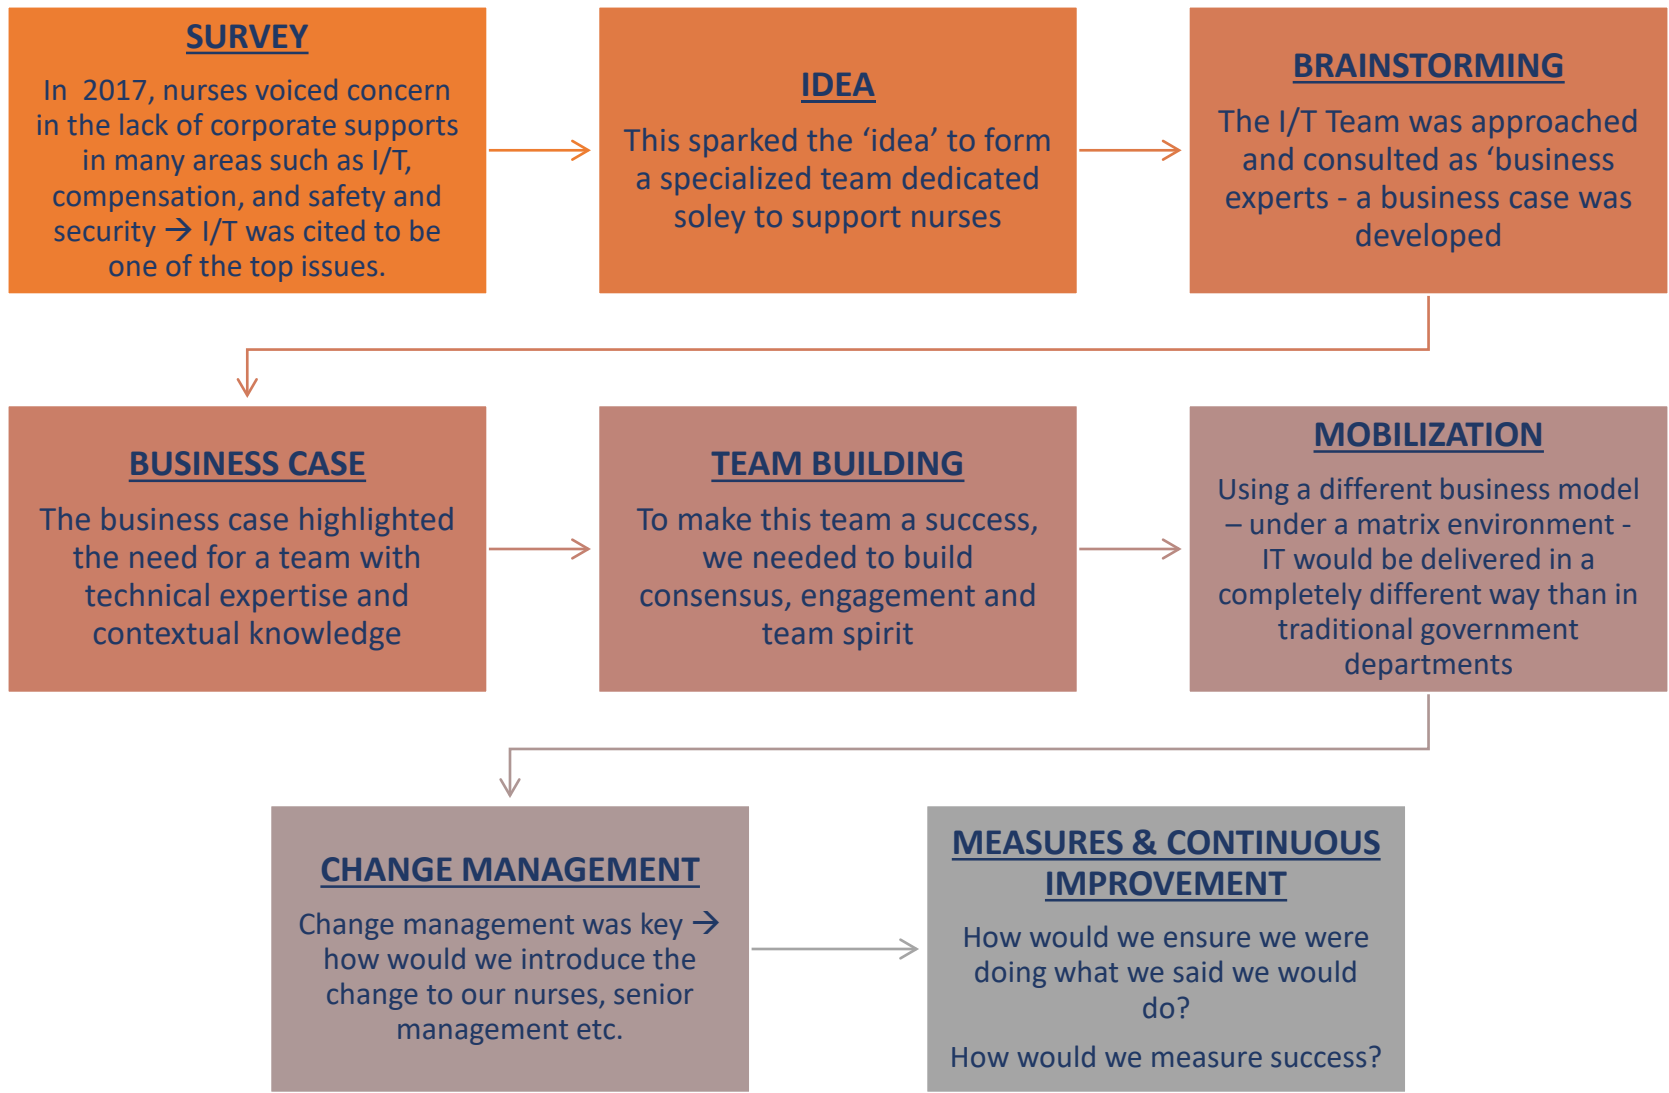 SURVEY
In 2017, nurses voiced concern
in the lack of corporate supports
in many areas such as I/T,
compensation, and safety and
security → I/T was cited to be
one of the top issues.
IDEA
This sparked the ‘idea’ to form
a specialized team dedicated
soley to support nurses
BRAINSTORMING
The I/T Team was approached
and consulted as ‘business
experts - a business case was
developed
BUSINESS CASE
The business case highlighted
the need for a team with
technical expertise and
contextual knowledge
TEAM BUILDING
To make this team a success,
we needed to build
consensus, engagement and
team spirit
MOBILIZATION
Using a different business model
– under a matrix environment -
IT would be delivered in a
completely different way than in
traditional government
departments
CHANGE MANAGEMENT
Change management was key →
how would we introduce the
change to our nurses, senior
management etc.
MEASURES & CONTINUOUS
IMPROVEMENT
How would we ensure we were
doing what we said we would
do?
How would we measure success?